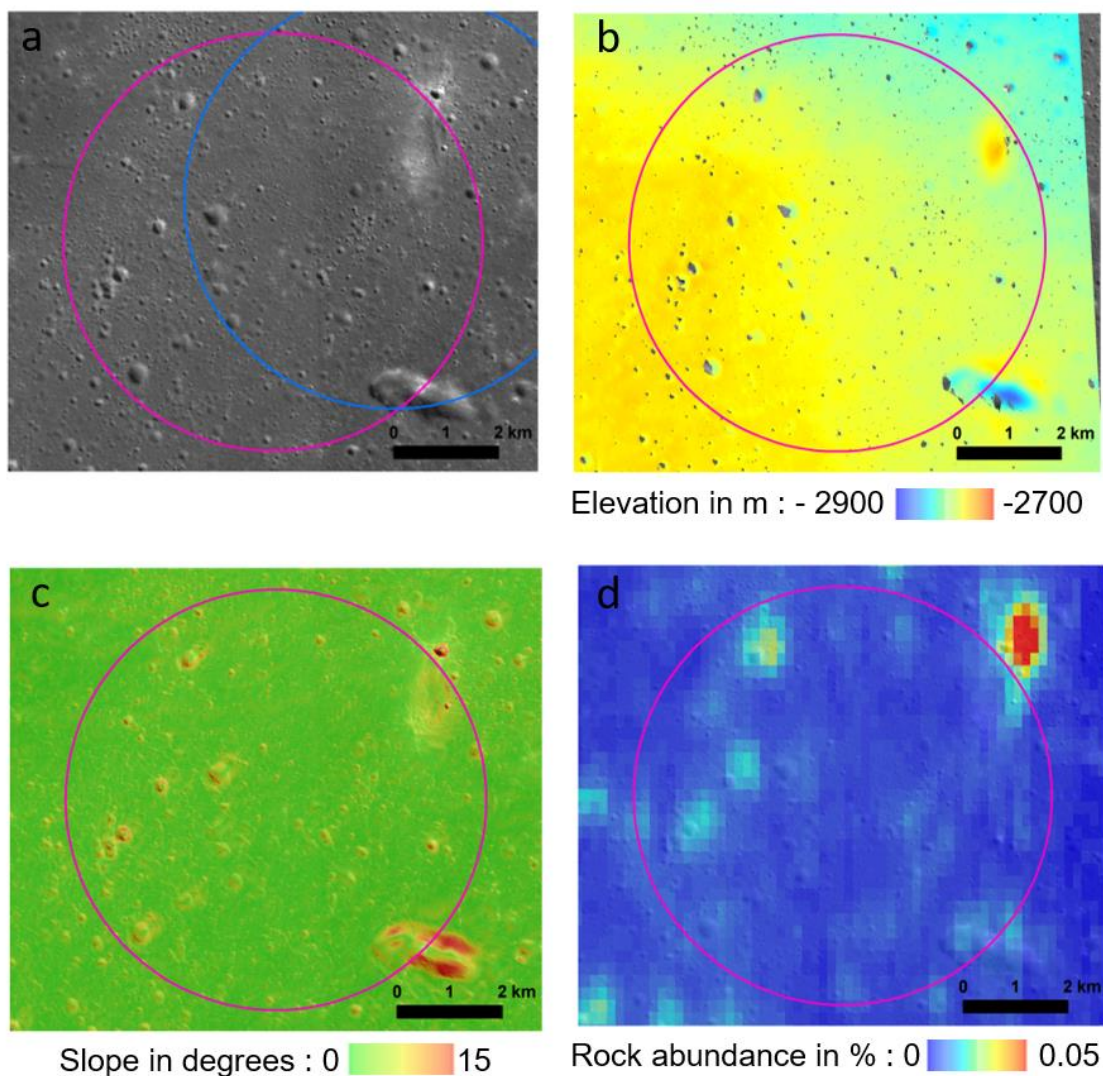 a
b
0 1 2 km
0 1 2 km
Elevation in m : - 2900 -2700
c
d
0 1 2 km
0 1 2 km
Slope in degrees : 0 15
Rock abundance in % : 0 0.05